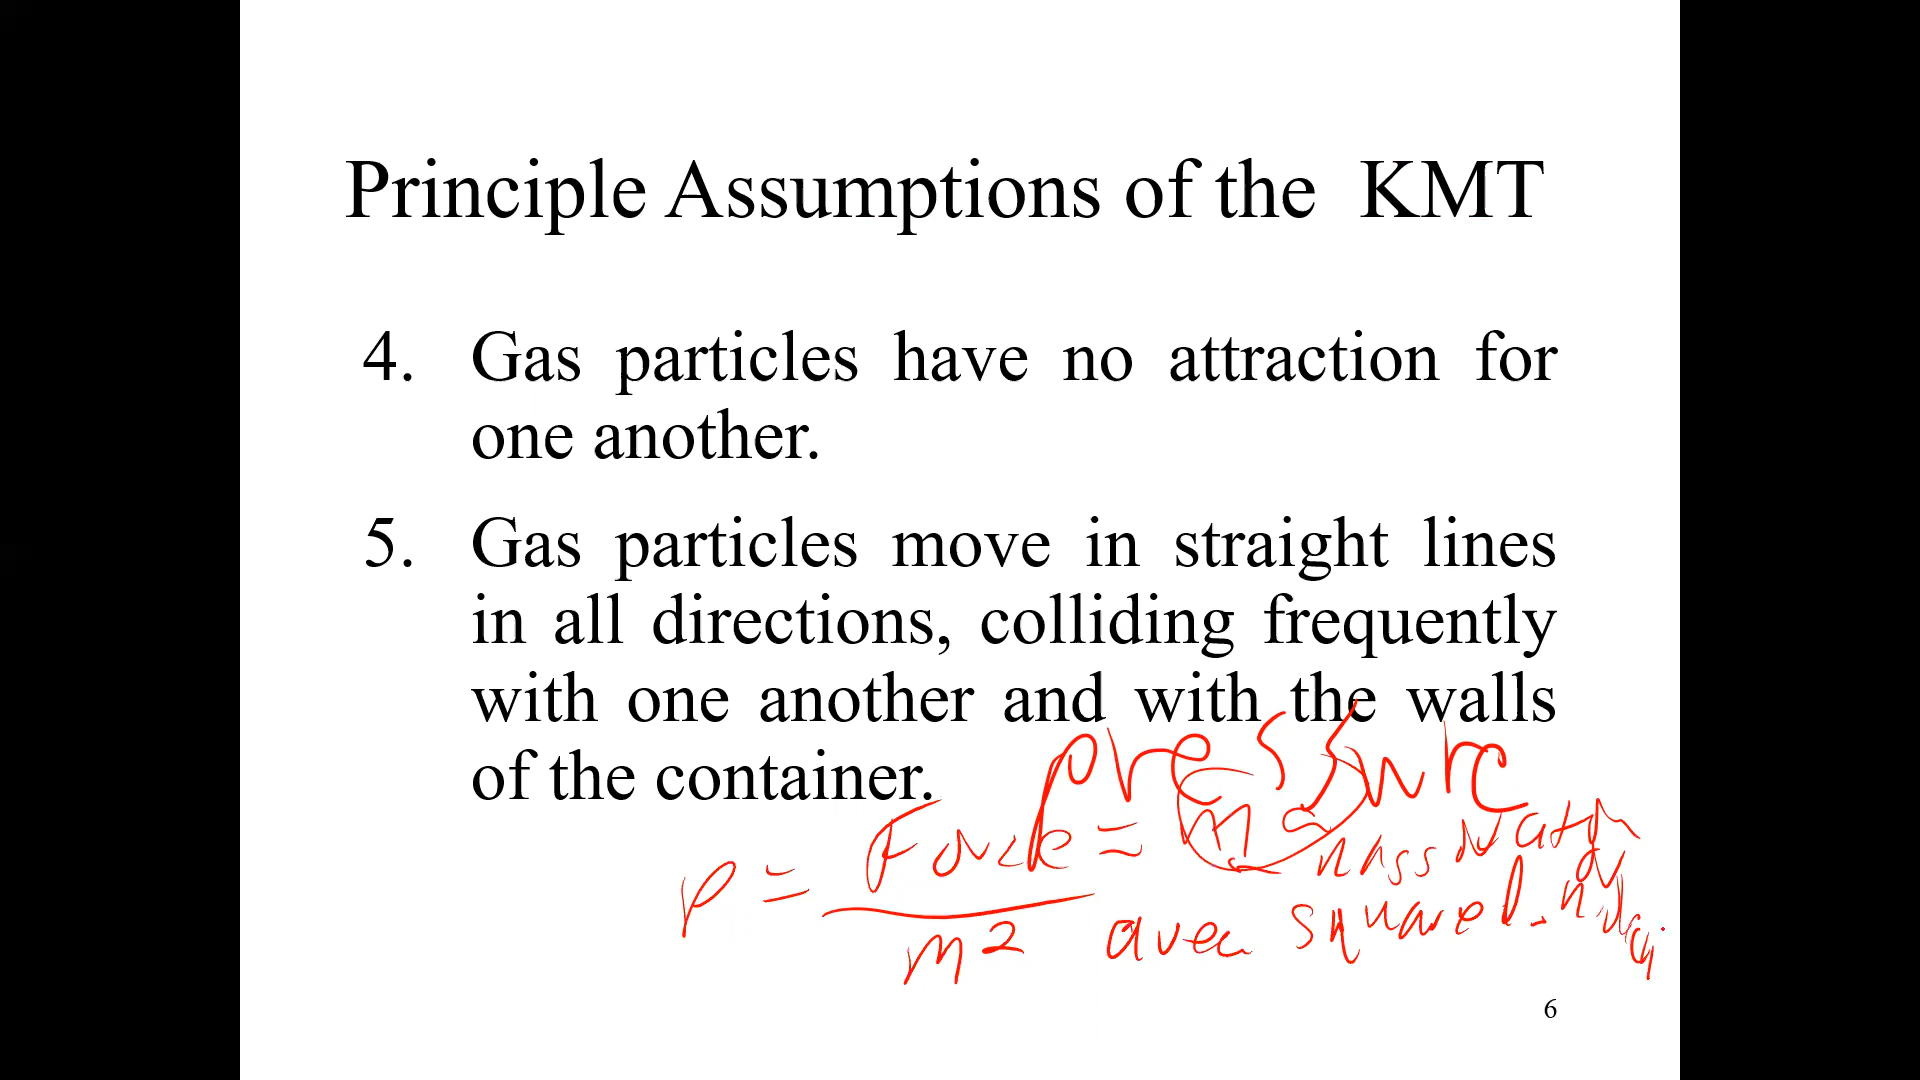 Principle Assumptions of the KMT
4. Gas particles have no attraction for
one another.
5. Gas particles move in straight lines
in all directions, colliding frequently
with one another and with the walls
of the container.
pressure
P = Force = m a mass
m² area squared
6